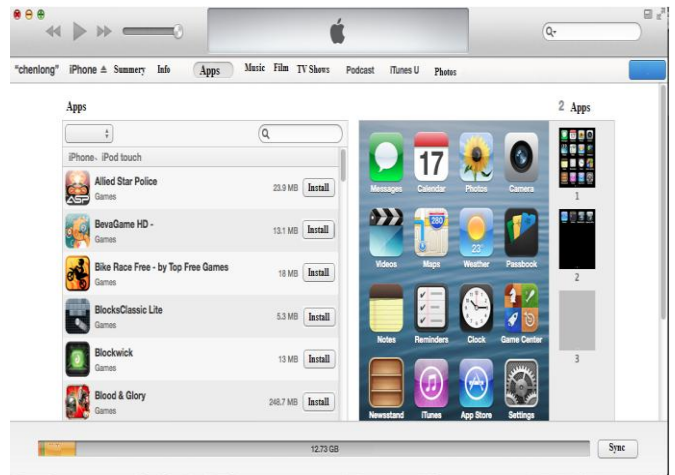 "chenlong" iPhone Summery Info Apps Music Film TV Shows Podcast iTunes U Photos
Apps
2 Apps
iPhone、iPod touch
Allied Star Police
Games
23.9 MB Install
BevaGame HD -
Games
13.1 MB Install
Bike Race Free - by Top Free Games
Games
18 MB Install
BlocksClassic Lite
Games
5.3 MB Install
Blockwick
Games
13 MB Install
Blood & Glory
Games
248.7 MB Install
17
280
23°
Messages Calendar Photos Camera
Videos Maps Weather Passbook
Notes Reminders Clock Game Center
Newsstand iTunes App Store Settings
1
2
3
12.73 GB
Sync